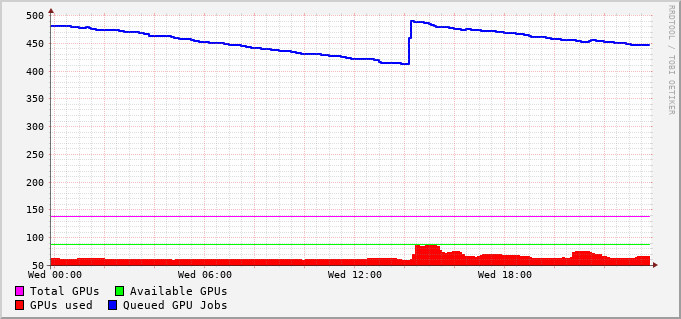 500
450
400
350
300
250
200
150
100
50
Wed 00:00 Wed 06:00 Wed 12:00 Wed 18:00
Total GPUs Available GPUs
GPUs used Queued GPU Jobs
RRDTOOL / TOBI OETIKER